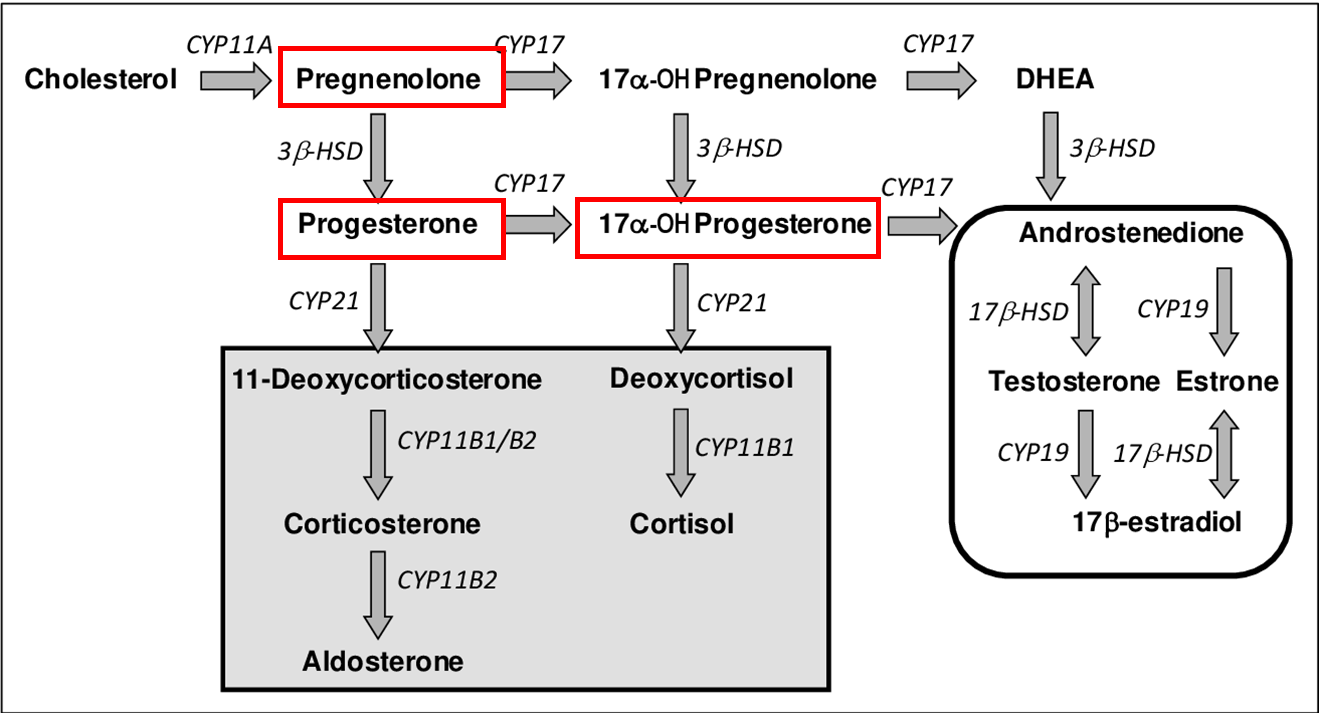 CYP11A
CYP17
CYP17
Cholesterol
Pregnenolone
17α-OH Pregnenolone
DHEA
3β-HSD
3β-HSD
3β-HSD
CYP17
CYP17
Progesterone
17α-OH Progesterone
Androstenedione
CYP21
CYP21
17β-HSD
CYP19
11-Deoxycorticosterone
Deoxycortisol
Testosterone
Estrone
CYP11B1/B2
CYP11B1
CYP19
17β-HSD
Corticosterone
Cortisol
17β-estradiol
CYP11B2
Aldosterone